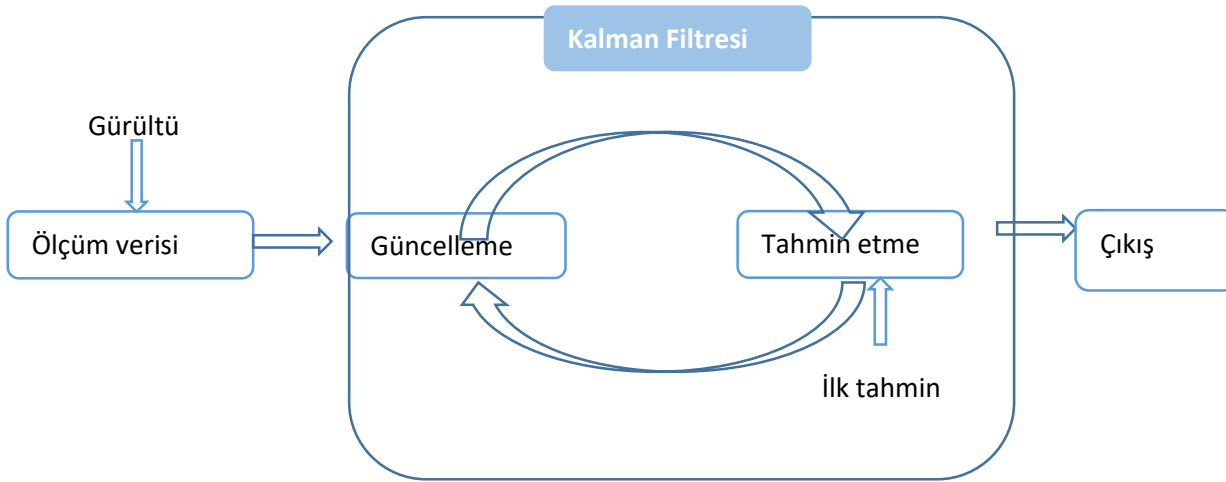 Kalman Filtresi
Gürültü
Ölçüm verisi
Güncelleme
Tahmin etme
Çıkış
İlk tahmin